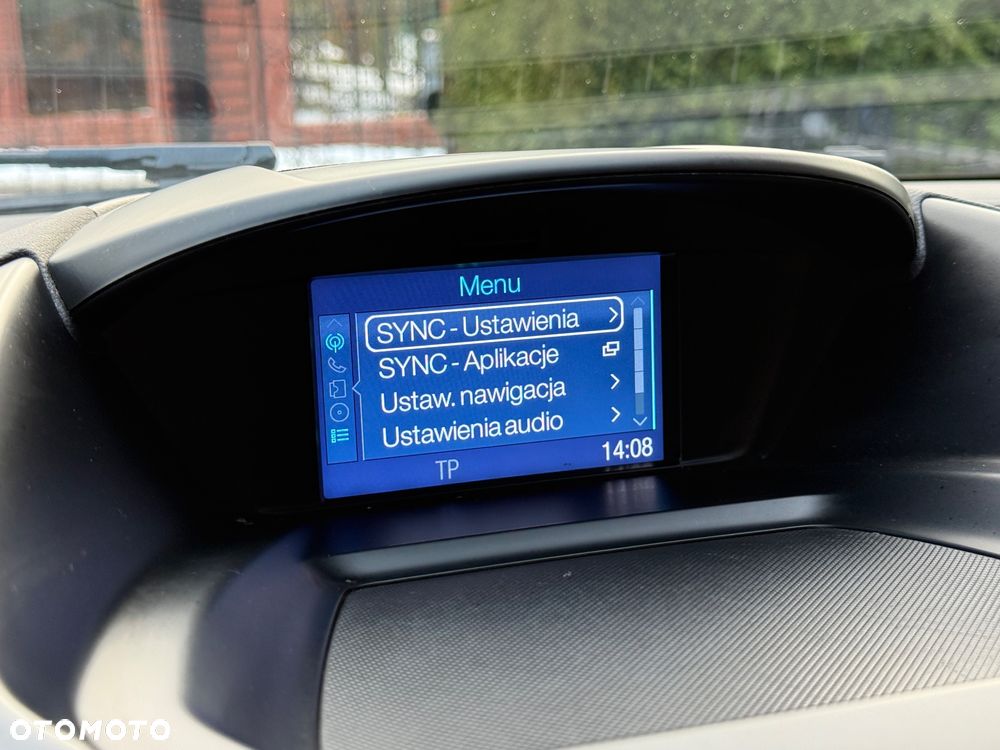 Menu
SYNC - Ustawienia
SYNC - Aplikacje
Ustaw. nawigacja
Ustawienia audio
14:08
TP
OTOMOTO